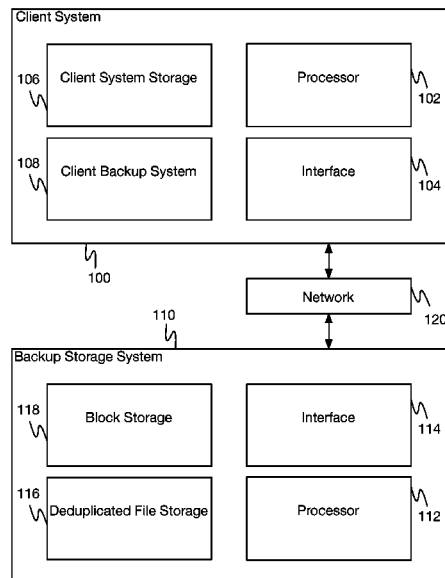 Client System
106
Client System Storage
Processor
102
108
Client Backup System
Interface
104
100
Network
120
110
Backup Storage System
118
Block Storage
Interface
114
116
Deduplicated File Storage
Processor
112